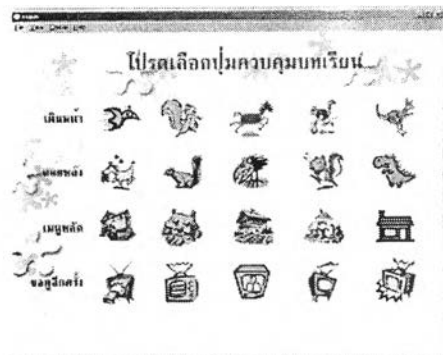 โปรดเลือกปุ่มควบคุมบทเรียน
เดินหน้า
ถอยหลัง
เมนูหลัก
ขอดูอีกครั้ง